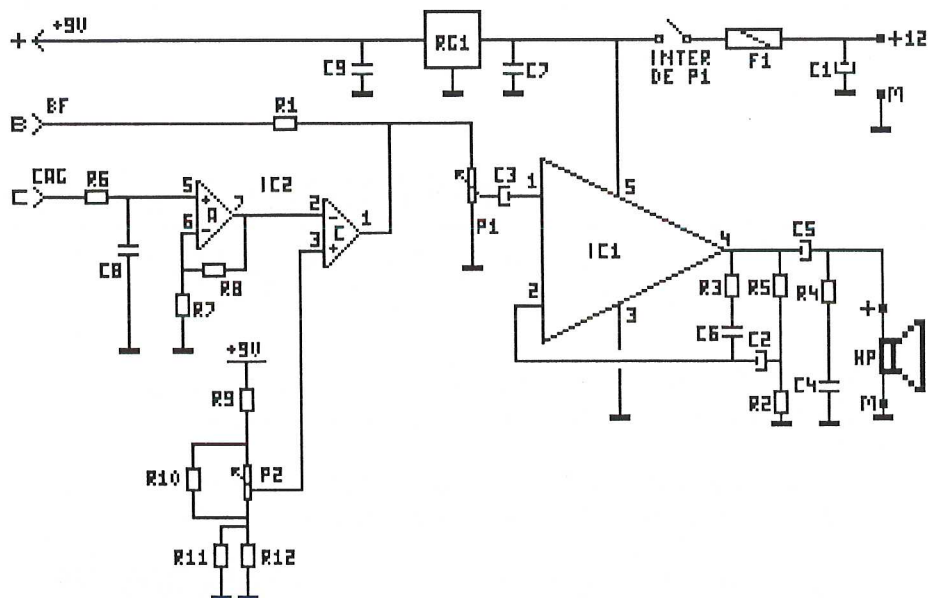 + +9V
RG1
C9
C7
INTER
DE P1
F1
C1
+12
M
B BF
R1
C CAG
R6
5
+
A
6
-
7
IC2
2
-
C
3
+
1
C8
R8
R7
P1
C3
1
5
IC1
4
2
3
C5
R3
R5
R4
C6
C2
R2
C4
+
HP
M
+9V
R9
R10
P2
R11
R12